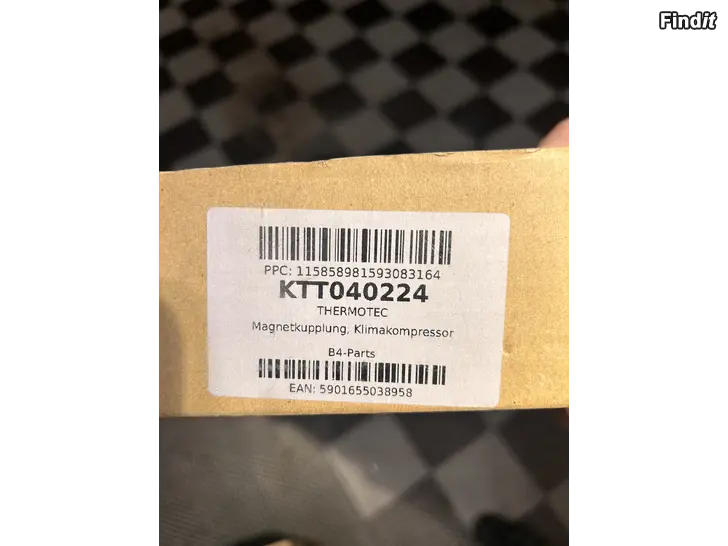 Findit
PPC: 115858981593083164
KTT040224
THERMOTEC
Magnetkupplung, Klimakompressor
B4-Parts
EAN: 5901655038958